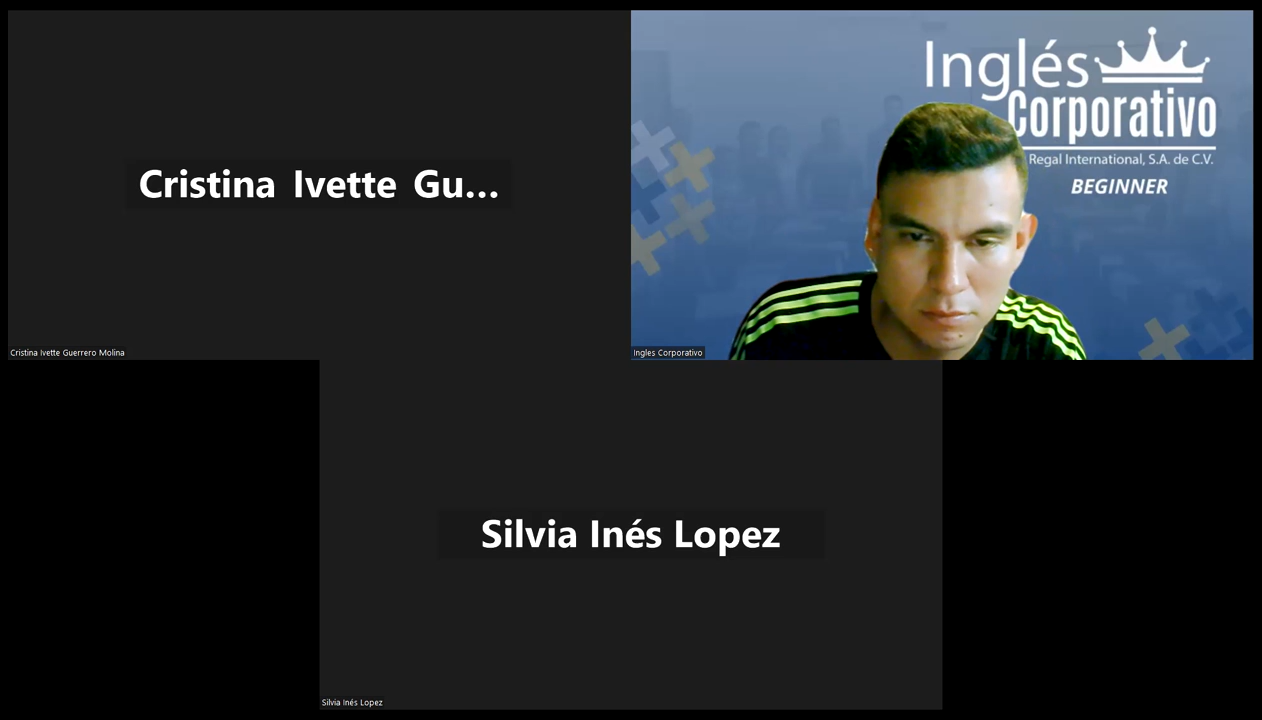 Cristina Ivette Gu...
Cristina Ivette Guerrero Molina
Inglés
Corporativo
Regal International, S.A. de C.V.
BEGINNER
Ingles Corporativo
Silvia Inés Lopez
Silvia Inés Lopez